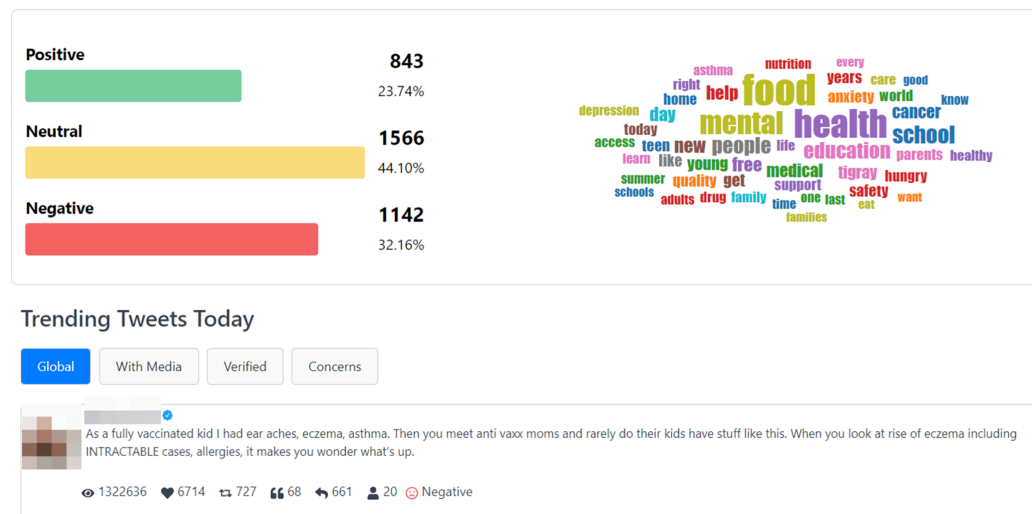 Positive
843
23.74%
Neutral
1566
44.10%
Negative
1142
32.16%
nutrition every
asthma years care good
right food
home help anxiety world know
depression day mental health cancer
today school
access teen new people life education parents healthy
learn like young free medical tigray hungry
summer quality get support safety
schools adults drug family time one last eat want
families
Trending Tweets Today
Global With Media Verified Concerns
As a fully vaccinated kid I had ear aches, eczema, asthma. Then you meet anti vaxx moms and rarely do their kids have stuff like this. When you look at rise of eczema including
INTRACTABLE cases, allergies, it makes you wonder what's up.
1322636 6714 727 68 661 20 Negative